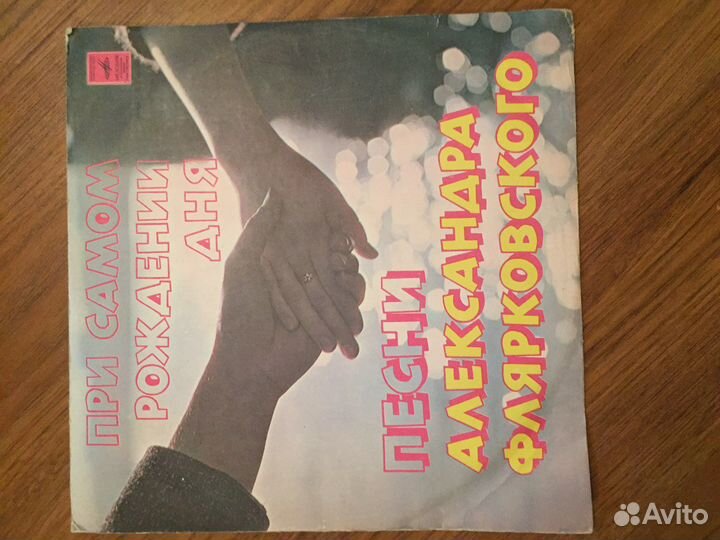 ПРИ САМОМ
РОЖДЕНИИ
ДНЯ
ПЕСНИ
АЛЕКСАНДРА
ФЛЯРКОВСКОГО
Avito